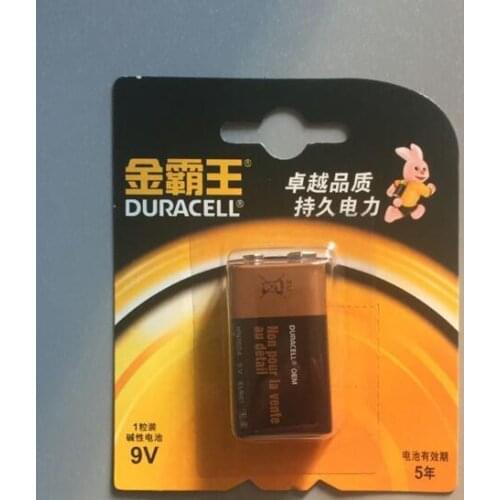 金霸王®
DURACELL®
卓越品质
持久电力
DURACELL® OEM
Non pour la vente
au détail
9 V
1粒装
碱性电池
9V
电池有效期
5年